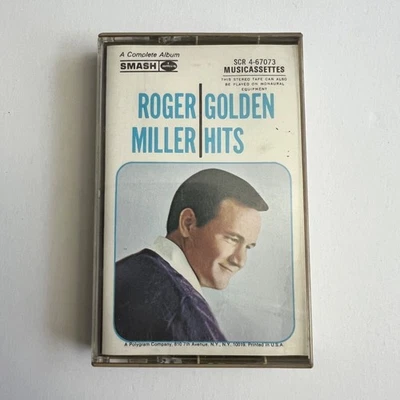 A Complete Album
SMASH mercury
SCR 4-67073
MUSICASSETTES
THIS STEREO TAPE CAN ALSO
BE PLAYED ON MONAURAL
EQUIPMENT
ROGER GOLDEN
MILLER HITS
A Polygram Company, 810 7th Avenue, N.Y., N.Y., 10019. Printed in U.S.A.